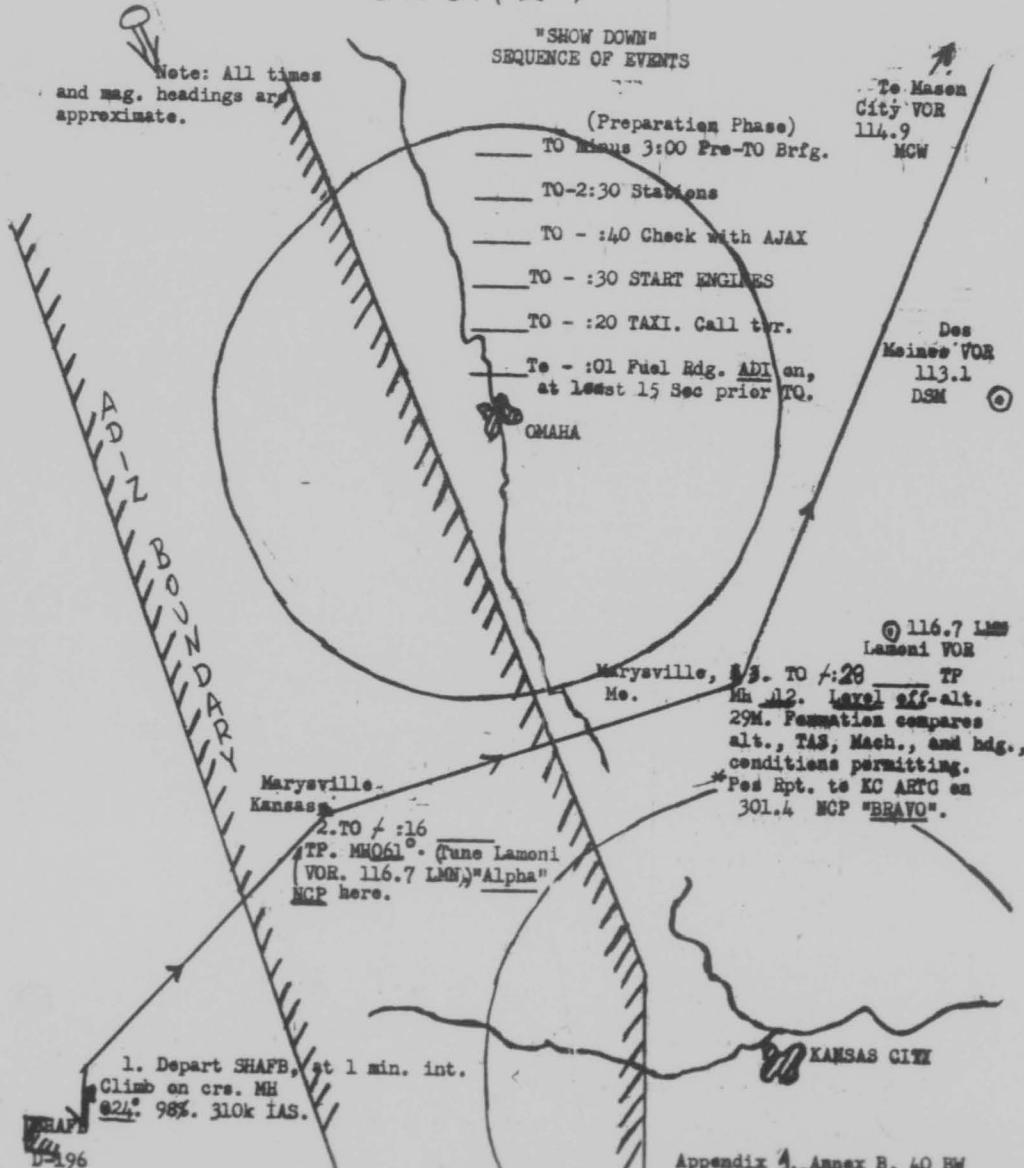 "SHOW DOWN"
SEQUENCE OF EVENTS
Note: All times
and mag. headings are
approximate.
To Mason
City VOR
114.9
MCW
(Preparation Phase)
TO Minus 3:00 Pre-TO Brfg.
TO-2:30 Stations
TO - :40 Check with AJAX
TO - :30 START ENGINES
TO - :20 TAXI. Call twr.
To - :01 Fuel Rdg. ADI on,
at least 15 Sec prior TO.
OMAHA
Des
Moines VOR
113.1
DSM
ADIZ BOUNDARY
116.7 LMN
Lamoni VOR
Marysville,
Mo.
3. TO /:28 ____ TP
Mh 012. Level off-alt.
29M. Formation compares
alt., TAS, Mach., and hdg.,
conditions permitting.
*Pos Rpt. to KC ARTC on
301.4 NCP "BRAVO".
Marysville
Kansas
2.TO / :16 ____
TP. MH061°. (Tune Lamoni
VOR. 116.7 LMN,) "Alpha"
NCP here.
KANSAS CITY
1. Depart SHAFB, at 1 min. int.
Climb on crs. MH
024°. 98%. 310k IAS.
SHAFB
D-196
Appendix 1 Annex B, 40 BW